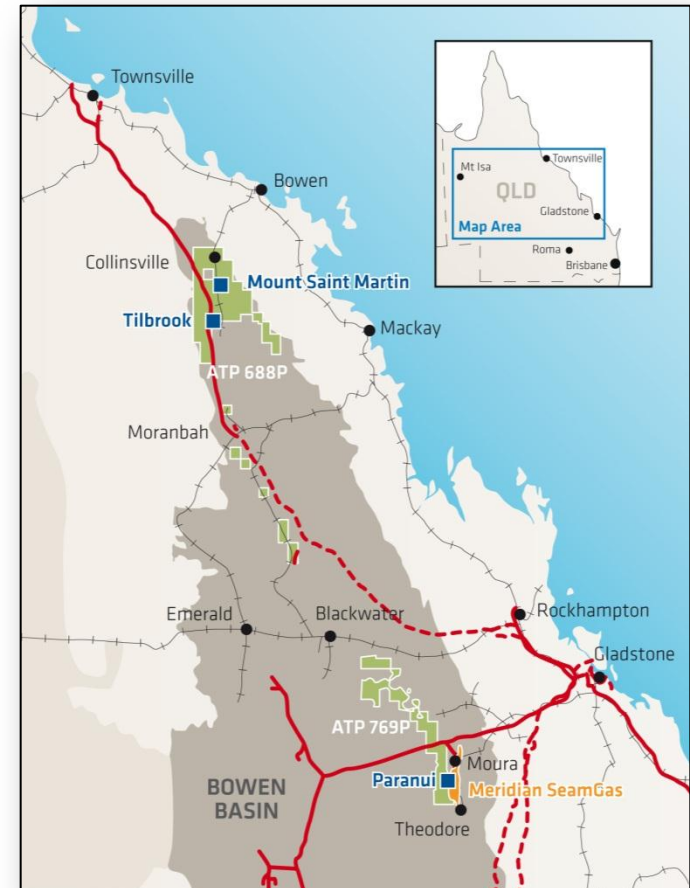 Townsville
Bowen
Collinsville
Mount Saint Martin
Tilbrook
Mackay
ATP 688P
Moranbah
Emerald
Blackwater
Rockhampton
Gladstone
ATP 769P
Moura
Paranui
Meridian SeamGas
BOWEN
BASIN
Theodore
Townsville
Mt Isa
QLD
Gladstone
Map Area
Roma
Brisbane